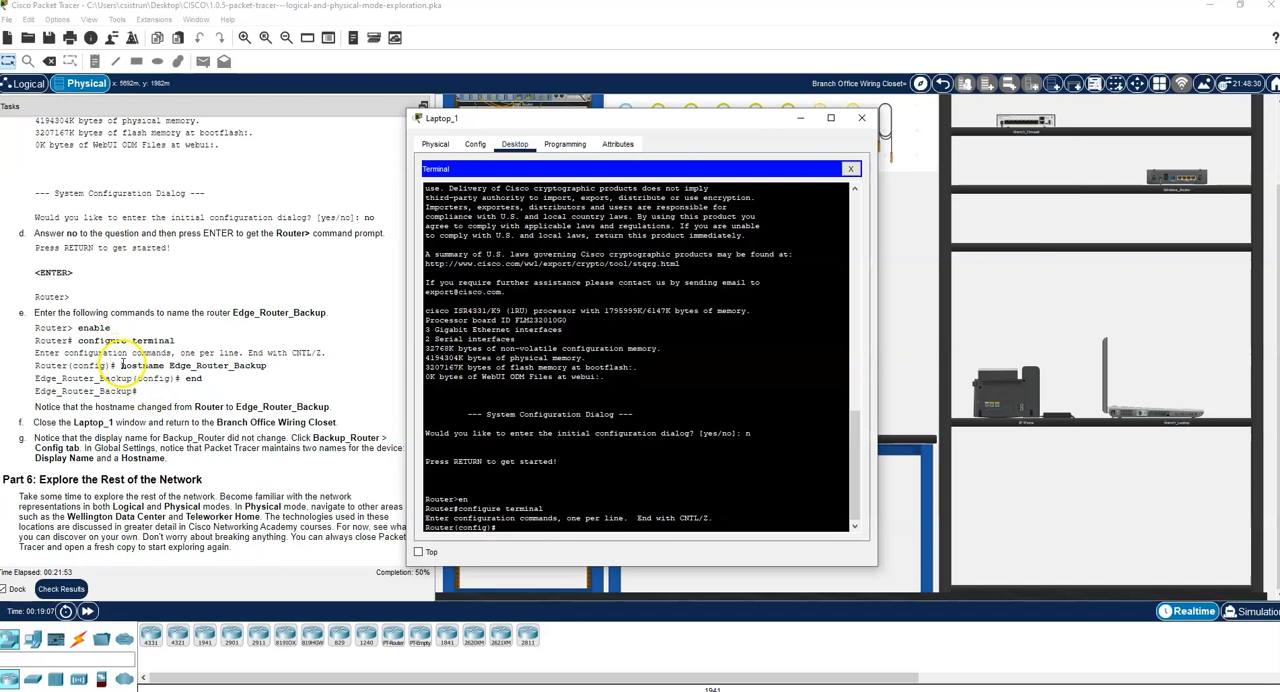 Cisco Packet Tracer - C:\Users\csistrun\Desktop\CISCO\1.0.5-packet-tracer---logical-and-physical-mode-exploration.pka
File Edit Options View Tools Extensions Window Help
Logical Physical Branch Office Wiring Closet 21:48:30
Tasks
4194304K bytes of physical memory.
3207167K bytes of flash memory at bootflash:.
0K bytes of WebUI ODM Files at webui:.
--- System Configuration Dialog ---
Would you like to enter the initial configuration dialog? [yes/no]: no
d. Answer no to the question and then press ENTER to get the Router> command prompt.
Press RETURN to get started!
<ENTER>
Router>
e. Enter the following commands to name the router Edge_Router_Backup.
Router> enable
Router# configure terminal
Enter configuration commands, one per line. End with CNTL/Z.
Router(config)# hostname Edge_Router_Backup
Edge_Router_Backup(config)# end
Edge_Router_Backup#
Notice that the hostname changed from Router to Edge_Router_Backup.
f. Close the Laptop_1 window and return to the Branch Office Wiring Closet.
g. Notice that the display name for Backup_Router did not change. Click Backup_Router >
Config tab. In Global Settings, notice that Packet Tracer maintains two names for the device:
Display Name and a Hostname.
Part 6: Explore the Rest of the Network
Take some time to explore the rest of the network. Become familiar with the network
representations in both Logical and Physical modes. In Physical mode, navigate to other areas
such as the Wellington Data Center and Teleworker Home. The technologies used in these
locations are discussed in greater detail in Cisco Networking Academy courses. For now, see what
you can discover on your own. Don't worry about breaking anything. You can always close Packet
Tracer and open a fresh copy to start exploring again.
Time Elapsed: 00:21:53 Completion: 50%
Dock Check Results
Laptop_1
Physical Config Desktop Programming Attributes
Terminal X
use. Delivery of Cisco cryptographic products does not imply
third-party authority to import, export, distribute or use encryption.
Importers, exporters, distributors and users are responsible for
compliance with U.S. and local country laws. By using this product you
agree to comply with applicable laws and regulations. If you are unable
to comply with U.S. and local laws, return this product immediately.
A summary of U.S. laws governing Cisco cryptographic products may be found at:
http://www.cisco.com/wwl/export/crypto/tool/stqrg.html
If you require further assistance please contact us by sending email to
export@cisco.com.
cisco ISR4331/K9 (1RU) processor with 1795999K/6147K bytes of memory.
Processor board ID FLM232010G0
3 Gigabit Ethernet interfaces
2 Serial interfaces
32768K bytes of non-volatile configuration memory.
4194304K bytes of physical memory.
3207167K bytes of flash memory at bootflash:.
0K bytes of WebUI ODM Files at webui:.
--- System Configuration Dialog ---
Would you like to enter the initial configuration dialog? [yes/no]: n
Press RETURN to get started!
Router>en
Router#configure terminal
Enter configuration commands, one per line. End with CNTL/Z.
Router(config)#
Top
Wireless_Router
IP Phone
Time: 00:19:07 Realtime Simulation
4331 4321 1941 2901 2911 819IOX 819HGW 829 1240 PT-Router PT-Empty 1841 2620XM 2621XM 2811
1941